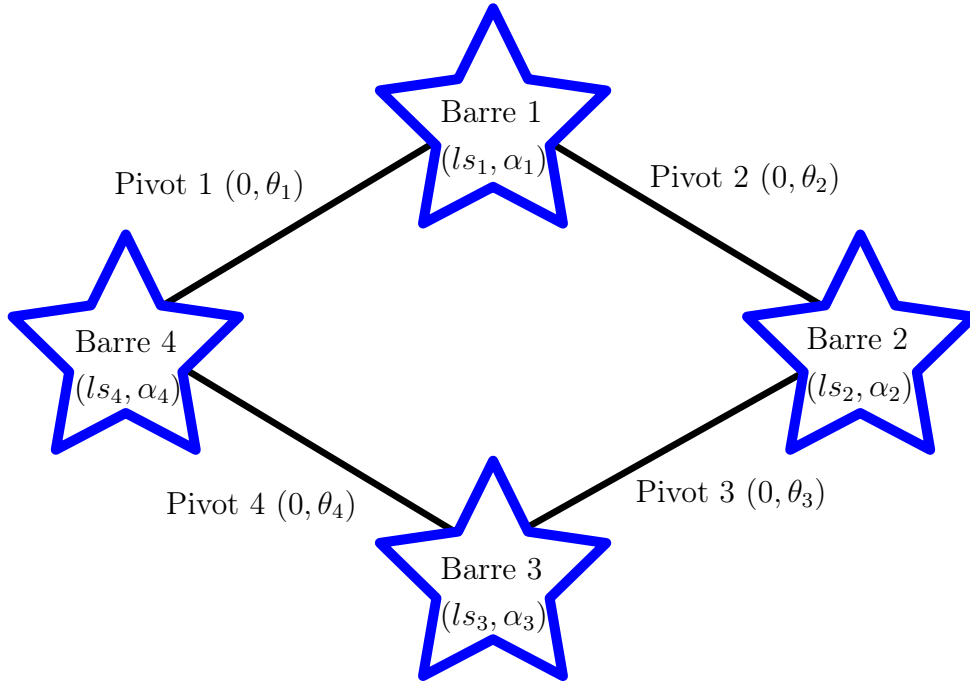 Barre 1
(ls₁, α₁)
Pivot 1 (0, θ₁)
Pivot 2 (0, θ₂)
Barre 4
(ls₄, α₄)
Barre 2
(ls₂, α₂)
Pivot 4 (0, θ₄)
Pivot 3 (0, θ₃)
Barre 3
(ls₃, α₃)